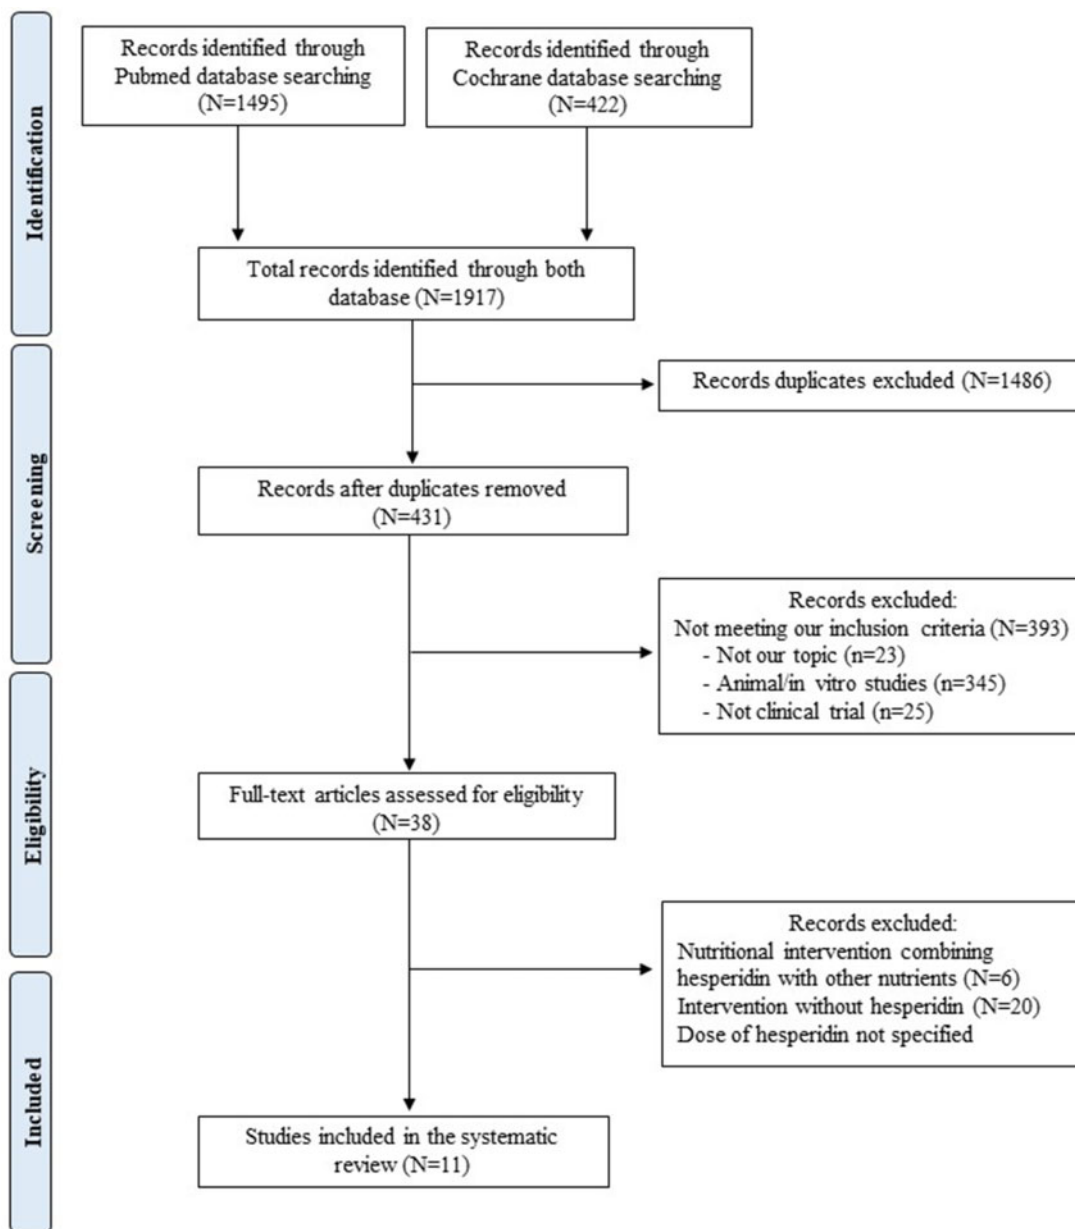 Identification
Records identified through
Pubmed database searching
(N=1495)
Records identified through
Cochrane database searching
(N=422)
Total records identified through both
database (N=1917)
Screening
Records duplicates excluded (N=1486)
Records after duplicates removed
(N=431)
Records excluded:
Not meeting our inclusion criteria (N=393)
- Not our topic (n=23)
- Animal/in vitro studies (n=345)
- Not clinical trial (n=25)
Eligibility
Full-text articles assessed for eligibility
(N=38)
Records excluded:
Nutritional intervention combining
hesperidin with other nutrients (N=6)
Intervention without hesperidin (N=20)
Dose of hesperidin not specified
Included
Studies included in the systematic
review (N=11)